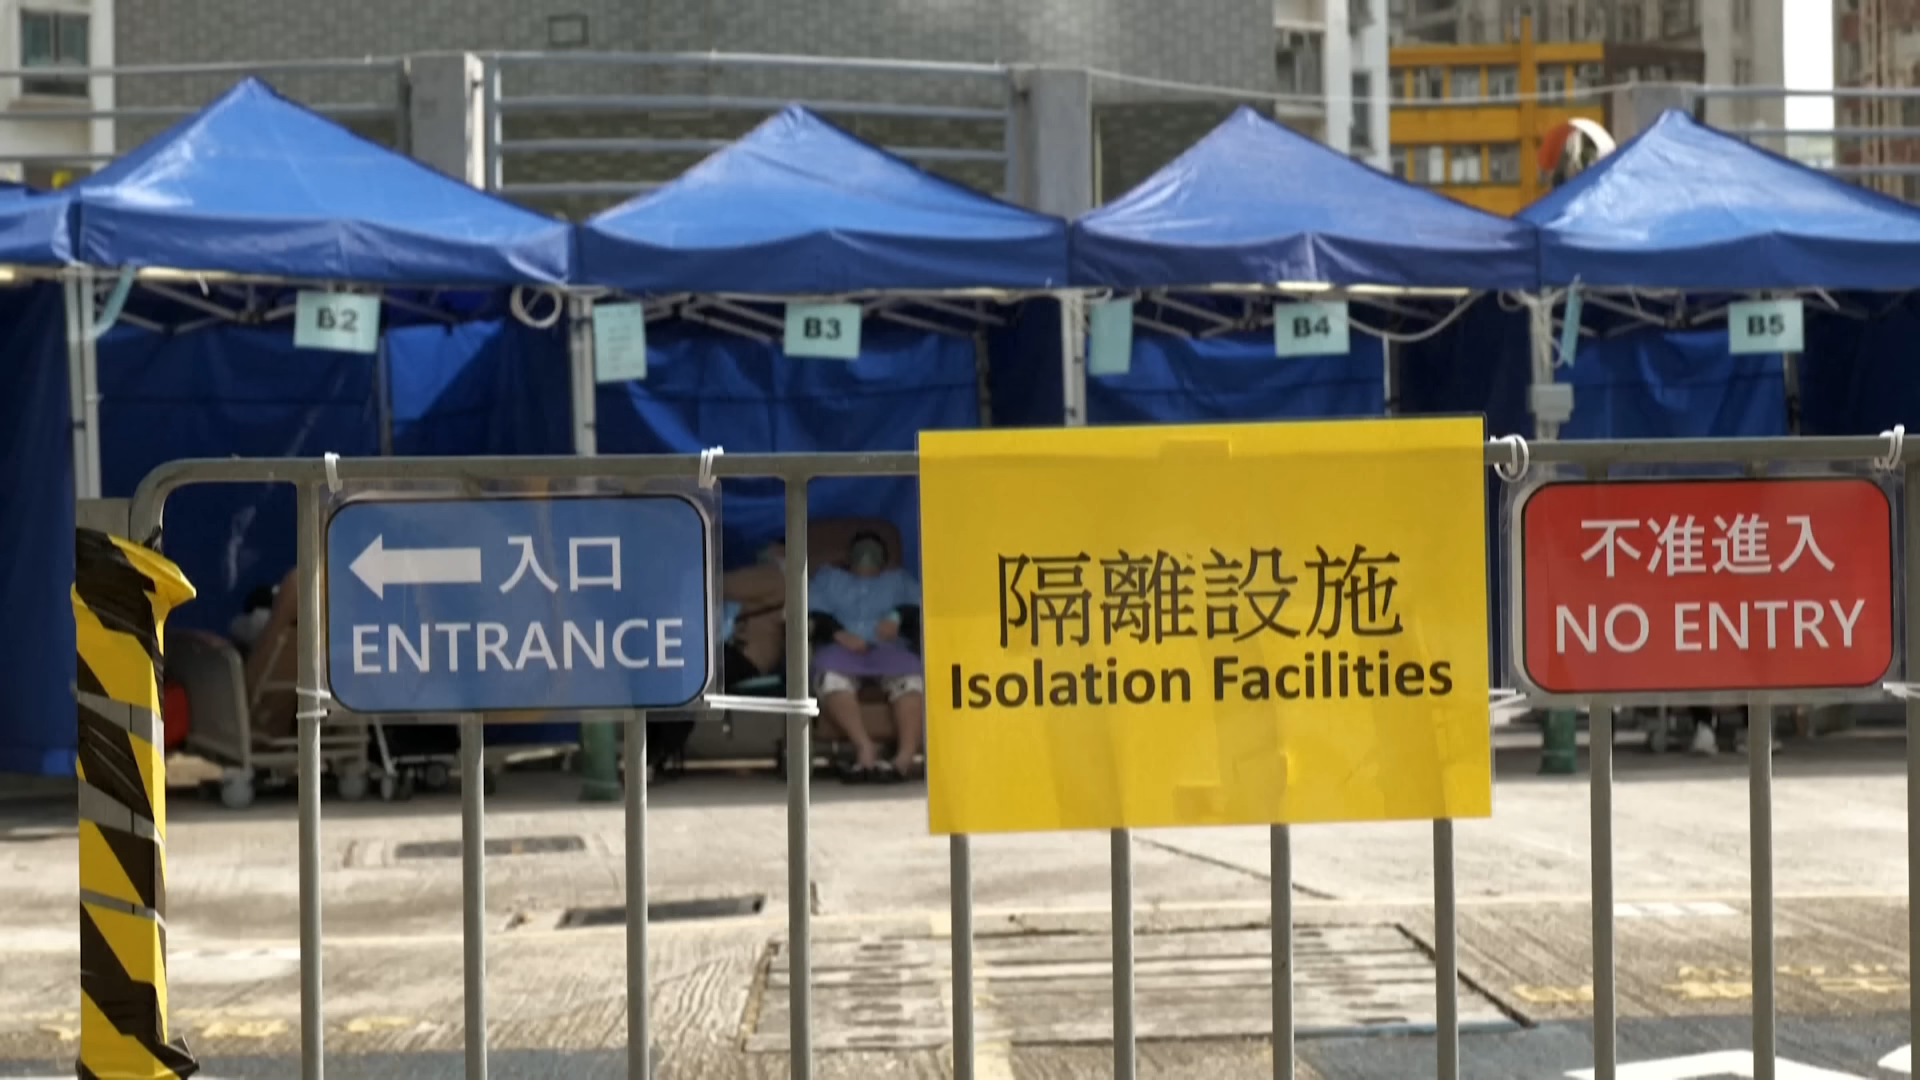 B2
B3
B4
B5
入口
ENTRANCE
隔離設施
Isolation Facilities
不准進入
NO ENTRY